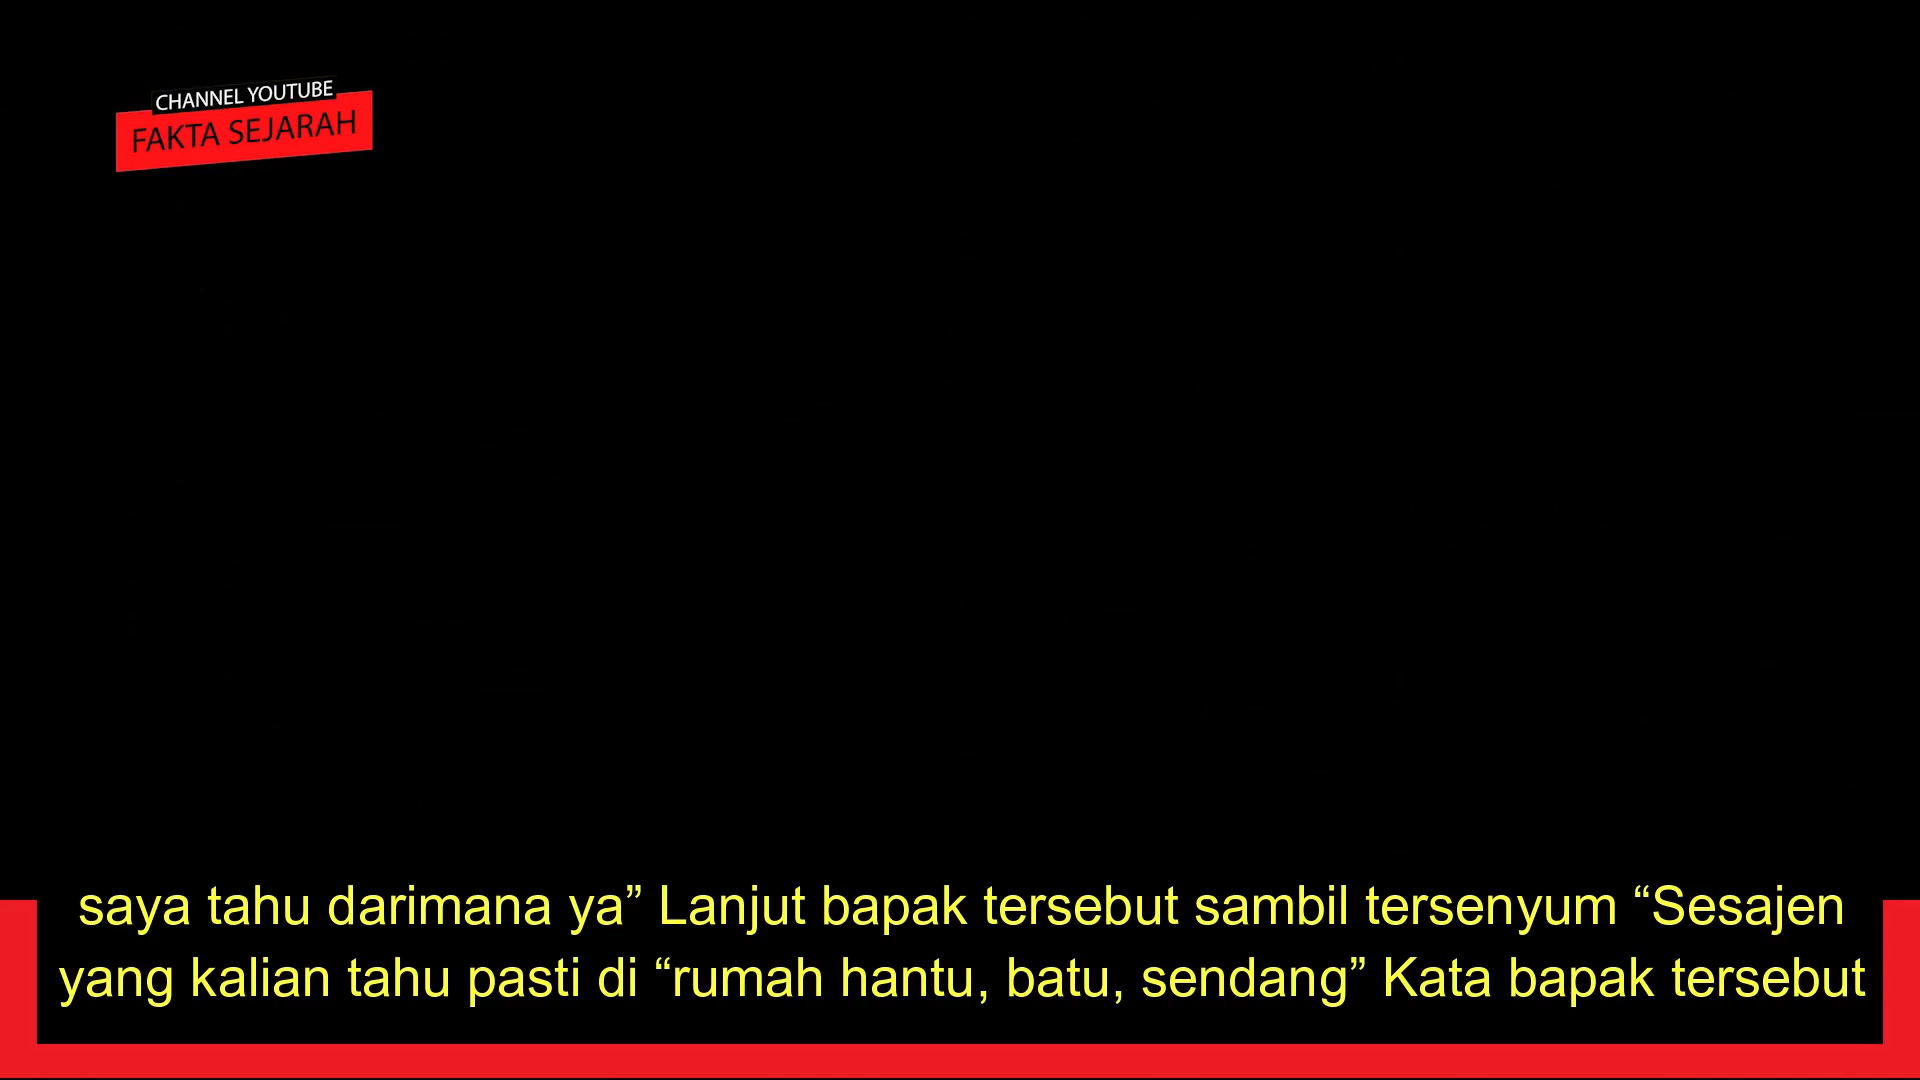 CHANNEL YOUTUBE
FAKTA SEJARAH
saya tahu darimana ya” Lanjut bapak tersebut sambil tersenyum “Sesajen
yang kalian tahu pasti di “rumah hantu, batu, sendang” Kata bapak tersebut